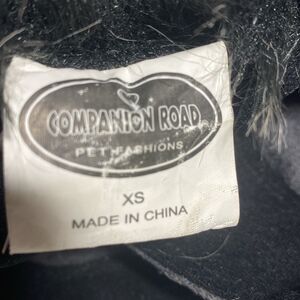 COMPANION ROAD
PET FASHIONS
XS
MADE IN CHINA